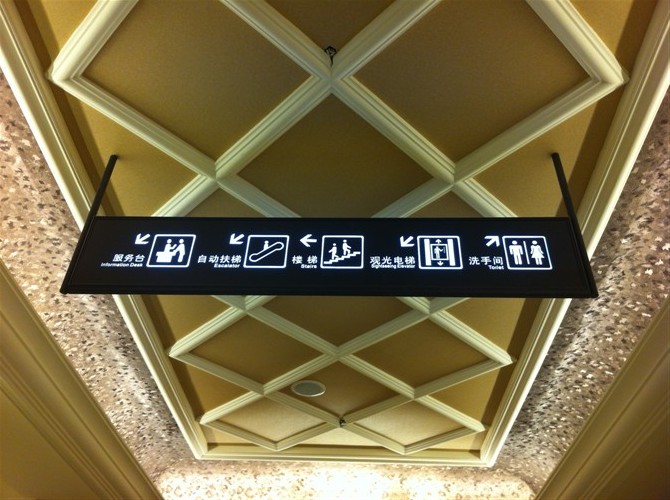 服务台
Information Desk
自动扶梯
Escalator
楼梯
Stairs
观光电梯
Sightseeing Elevator
洗手间
Toilet